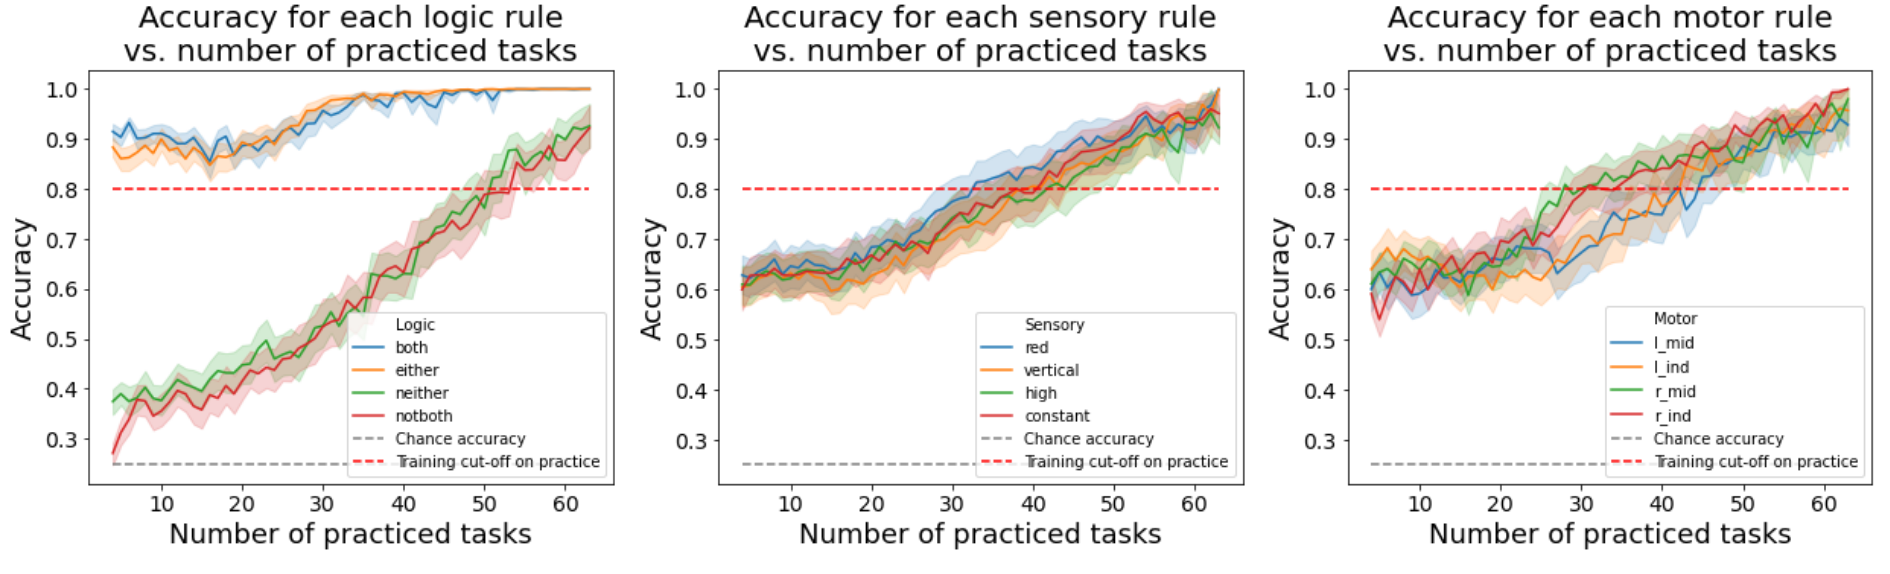 Accuracy for each logic rule
vs. number of practiced tasks
Accuracy
1.0
0.9
0.8
0.7
0.6
0.5
0.4
0.3
Logic
both
either
neither
notboth
Chance accuracy
Training cut-off on practice
10 20 30 40 50 60
Number of practiced tasks
Accuracy for each sensory rule
vs. number of practiced tasks
Accuracy
1.0
0.9
0.8
0.7
0.6
0.5
0.4
0.3
Sensory
red
vertical
high
constant
Chance accuracy
Training cut-off on practice
10 20 30 40 50 60
Number of practiced tasks
Accuracy for each motor rule
vs. number of practiced tasks
Accuracy
1.0
0.9
0.8
0.7
0.6
0.5
0.4
0.3
Motor
l_mid
l_ind
r_mid
r_ind
Chance accuracy
Training cut-off on practice
10 20 30 40 50 60
Number of practiced tasks